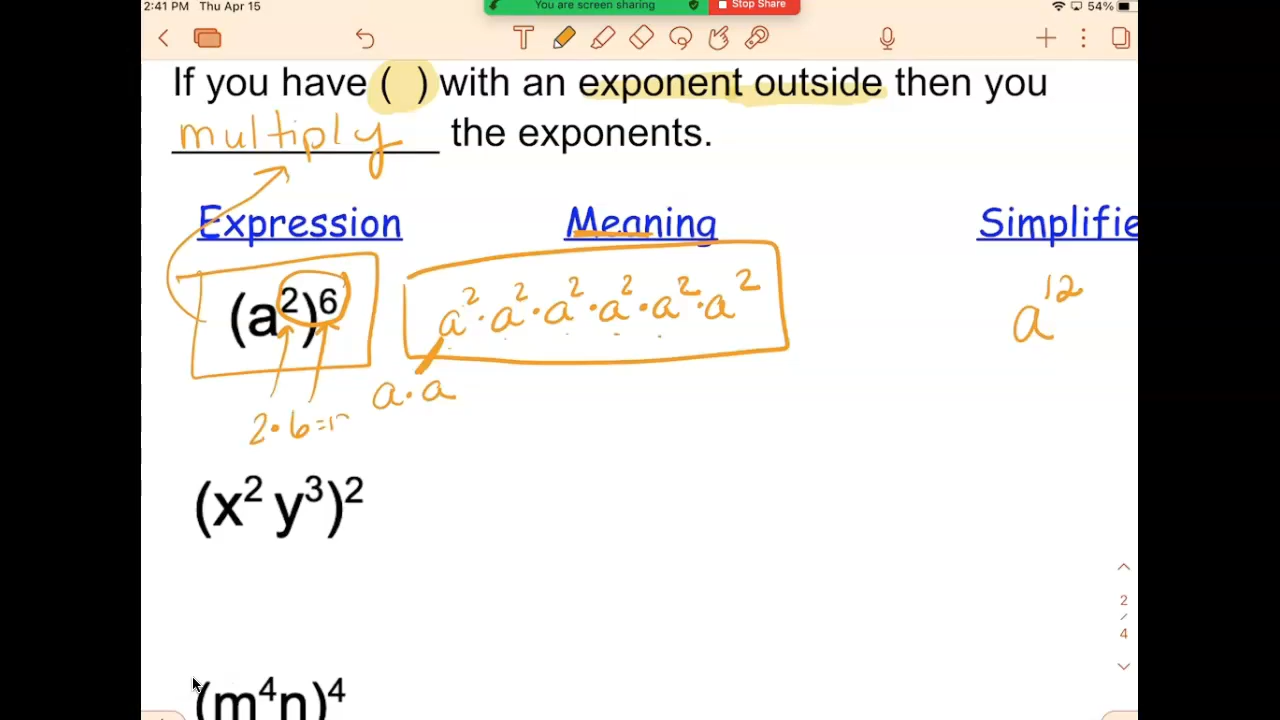 2:41 PM Thu Apr 15 You are screen sharing Stop Share 54%
If you have ( ) with an exponent outside then you
multiply the exponents.
Expression Meaning Simplifie
(a²)⁶ a² · a² · a² · a² · a² · a² a¹²
a · a
2 · 6 =
(x² y³)²
(m⁴n)⁴
2
/
4